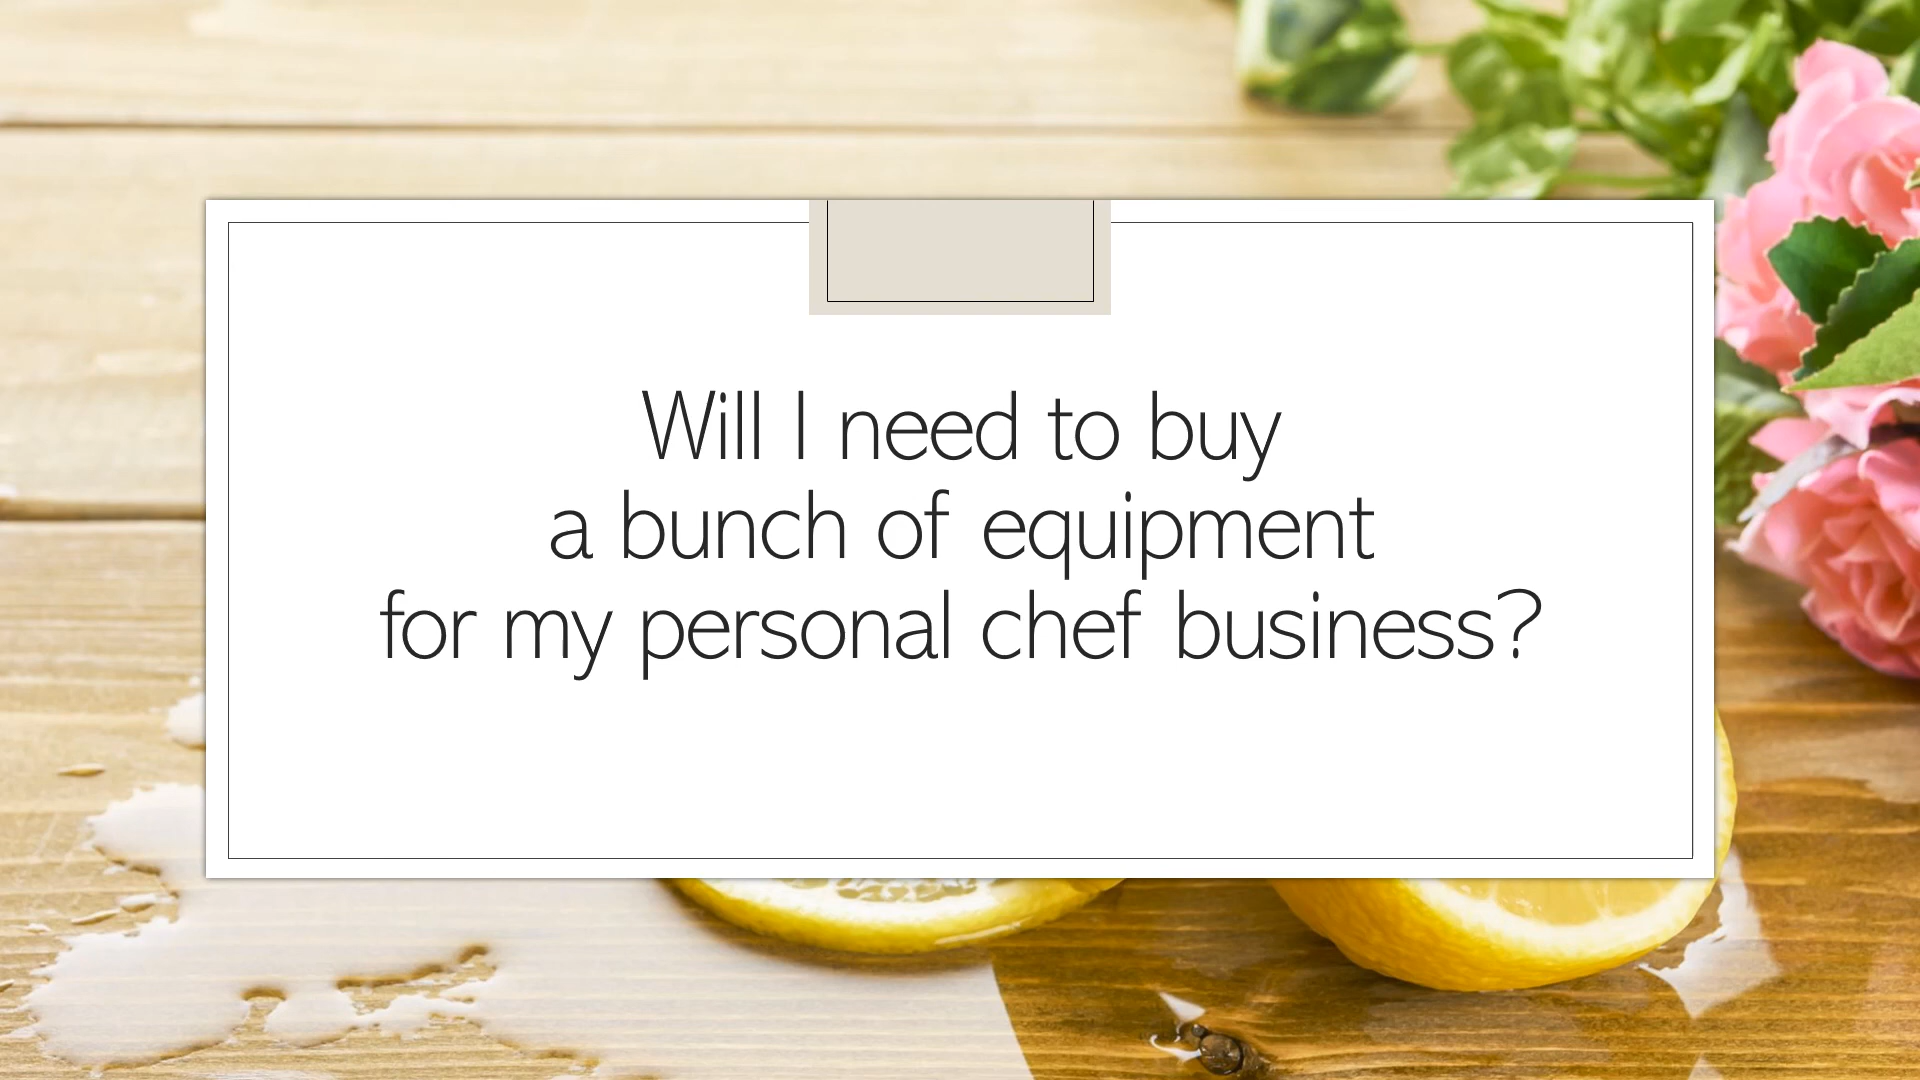 Will I need to buy
a bunch of equipment
for my personal chef business?